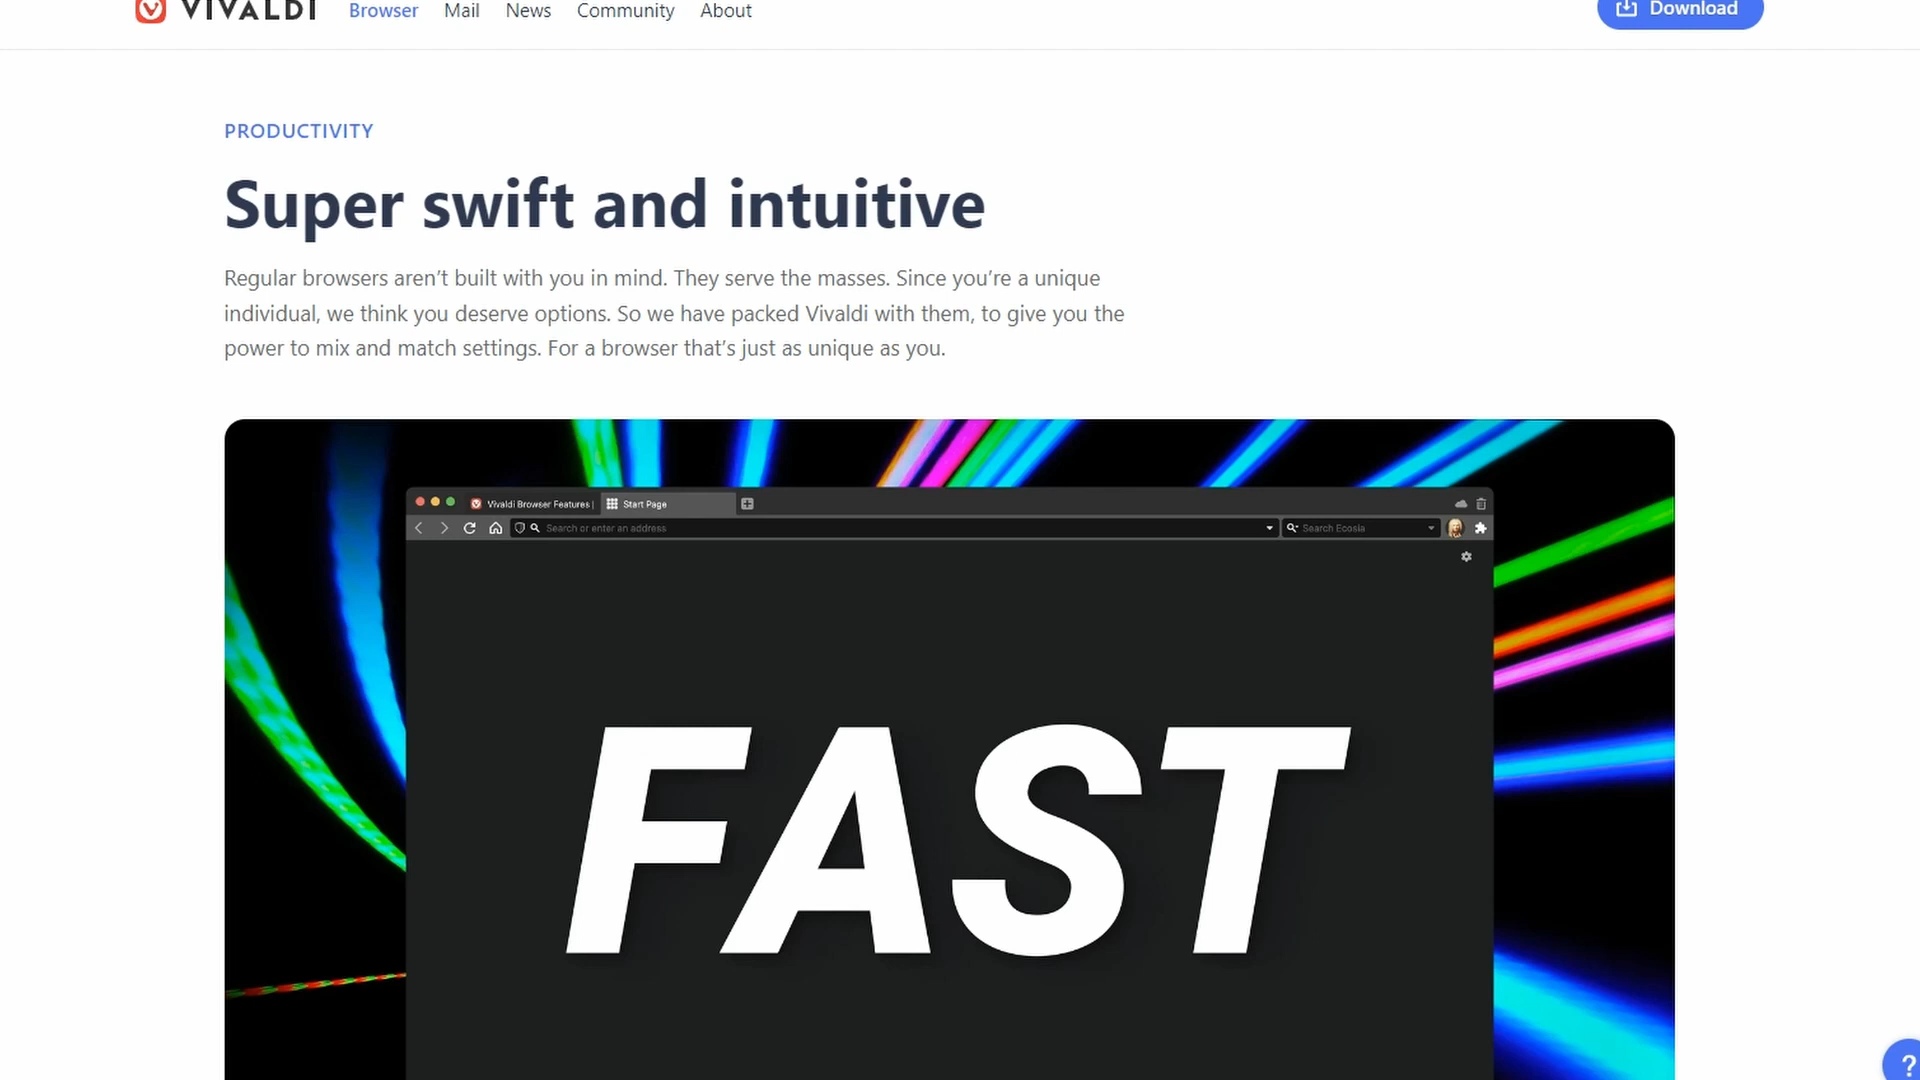 VIVALDI Browser Mail News Community About Download
PRODUCTIVITY
Super swift and intuitive
Regular browsers aren’t built with you in mind. They serve the masses. Since you’re a unique
individual, we think you deserve options. So we have packed Vivaldi with them, to give you the
power to mix and match settings. For a browser that’s just as unique as you.
Vivaldi Browser Features | Start Page
Search or enter an address Search Ecosia
FAST
?